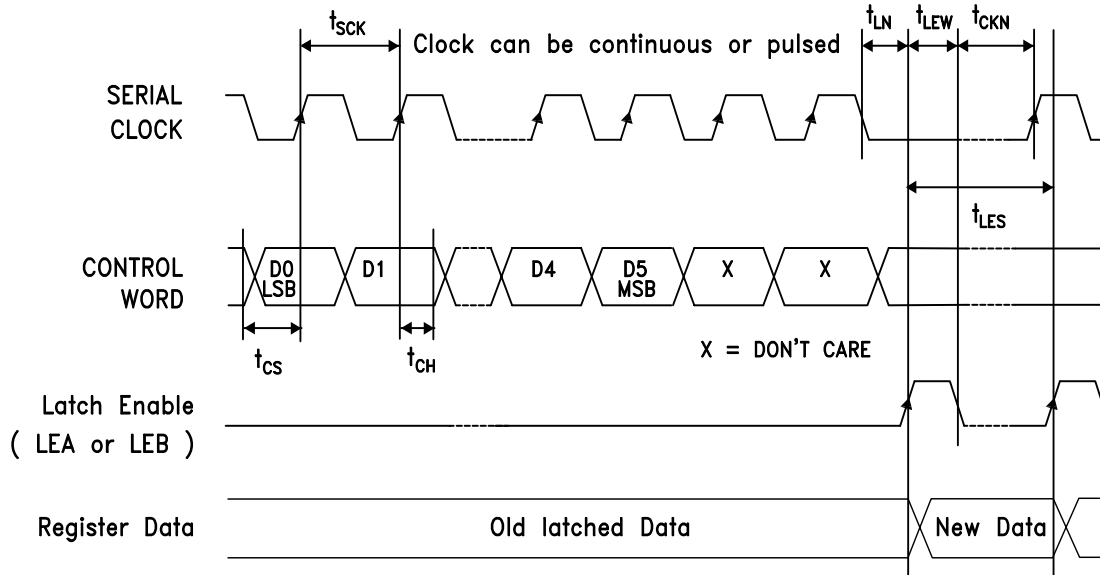 tSCK
Clock can be continuous or pulsed
tLN
tLEW
tCKN
SERIAL
CLOCK
tLES
CONTROL
WORD
D0
LSB
D1
D4
D5
MSB
X
X
tCS
tCH
X = DON'T CARE
Latch Enable
( LEA or LEB )
Register Data
Old latched Data
New Data